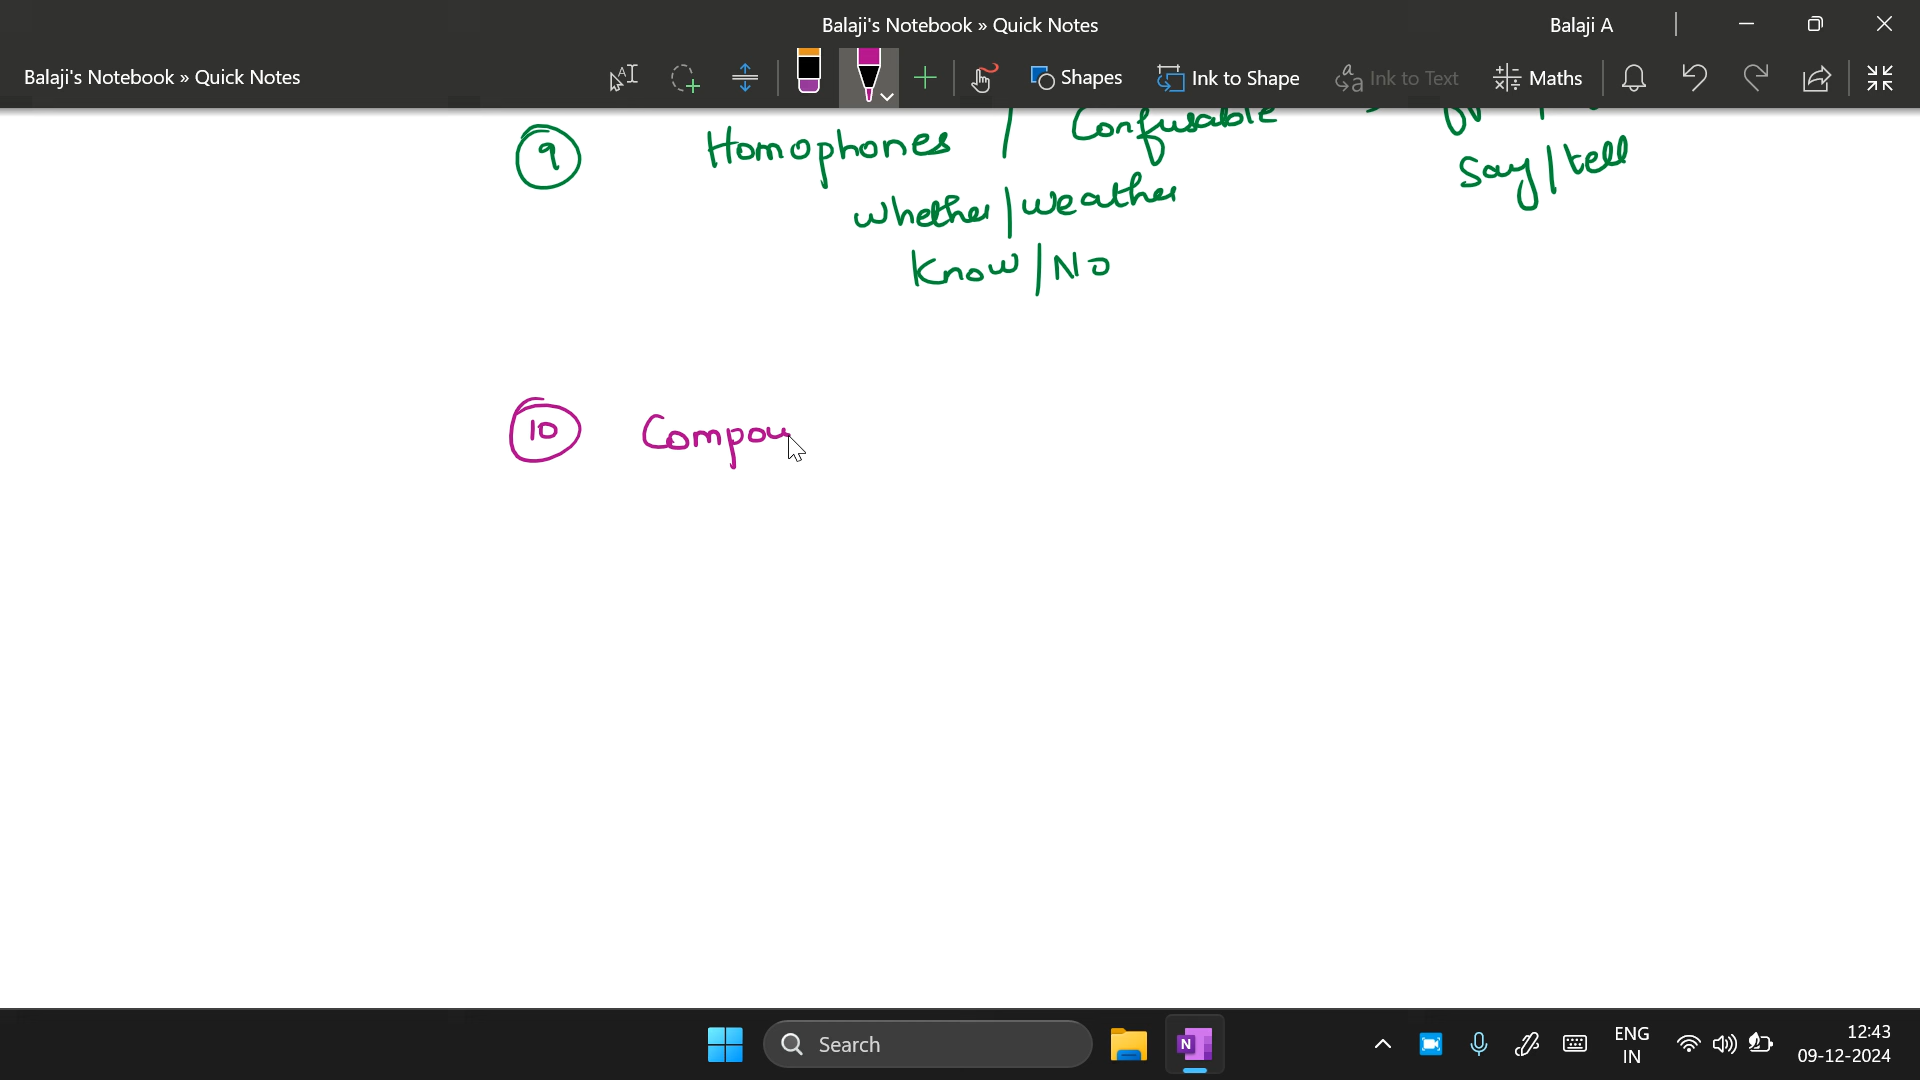 Balaji's Notebook » Quick Notes
Balaji A
Balaji's Notebook » Quick Notes
Shapes
Ink to Shape
Ink to Text
Maths
9 Homophones / Confusable
Say/tell
whether/weather
Know/No
10 Compou
Search
ENG
IN
12:43
09-12-2024